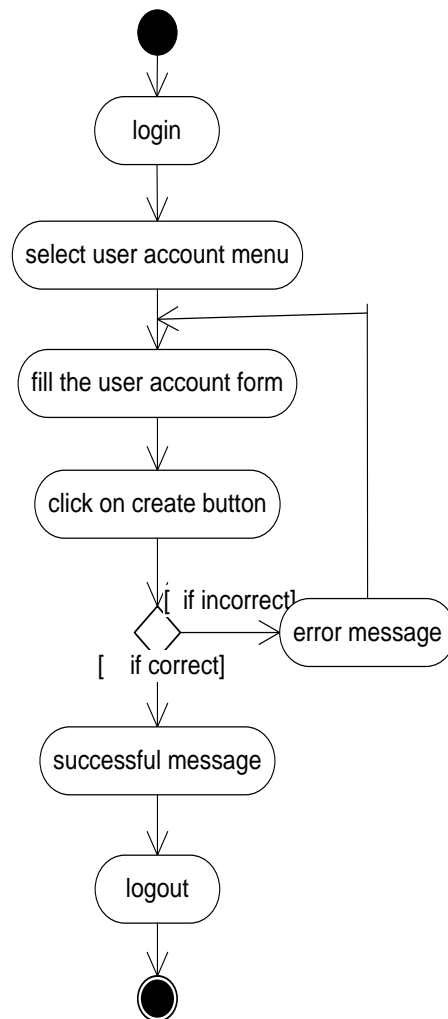 login
select user account menu
fill the user account form
click on create button
[ if incorrect]
error message
[ if correct]
successful message
logout